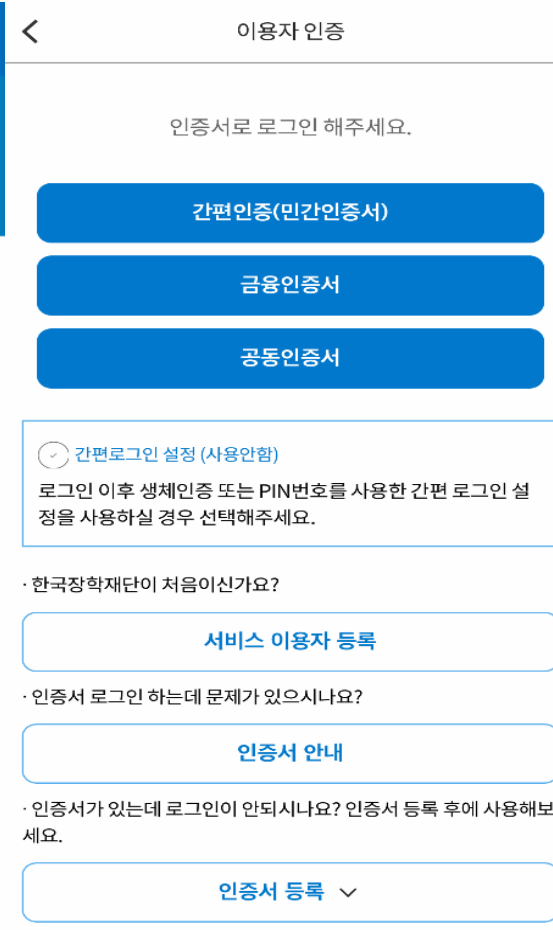 이용자 인증
인증서로 로그인 해주세요.
간편인증(민간인증서)
금융인증서
공동인증서
간편로그인 설정 (사용안함)
로그인 이후 생체인증 또는 PIN번호를 사용한 간편 로그인 설
정을 사용하실 경우 선택해주세요.
· 한국장학재단이 처음이신가요?
서비스 이용자 등록
· 인증서 로그인 하는데 문제가 있으시나요?
인증서 안내
· 인증서가 있는데 로그인이 안되시나요? 인증서 등록 후에 사용해보
세요.
인증서 등록